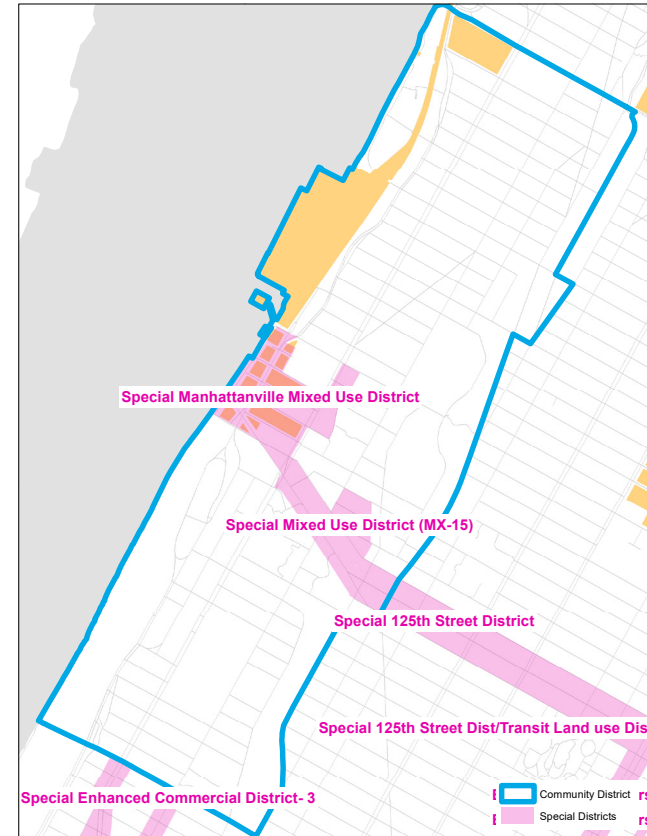 Special Manhattanville Mixed Use District
Special Mixed Use District (MX-15)
Special 125th Street District
Special 125th Street Dist/Transit Land use Dis
Special Enhanced Commercial District- 3
Community District
Special Districts